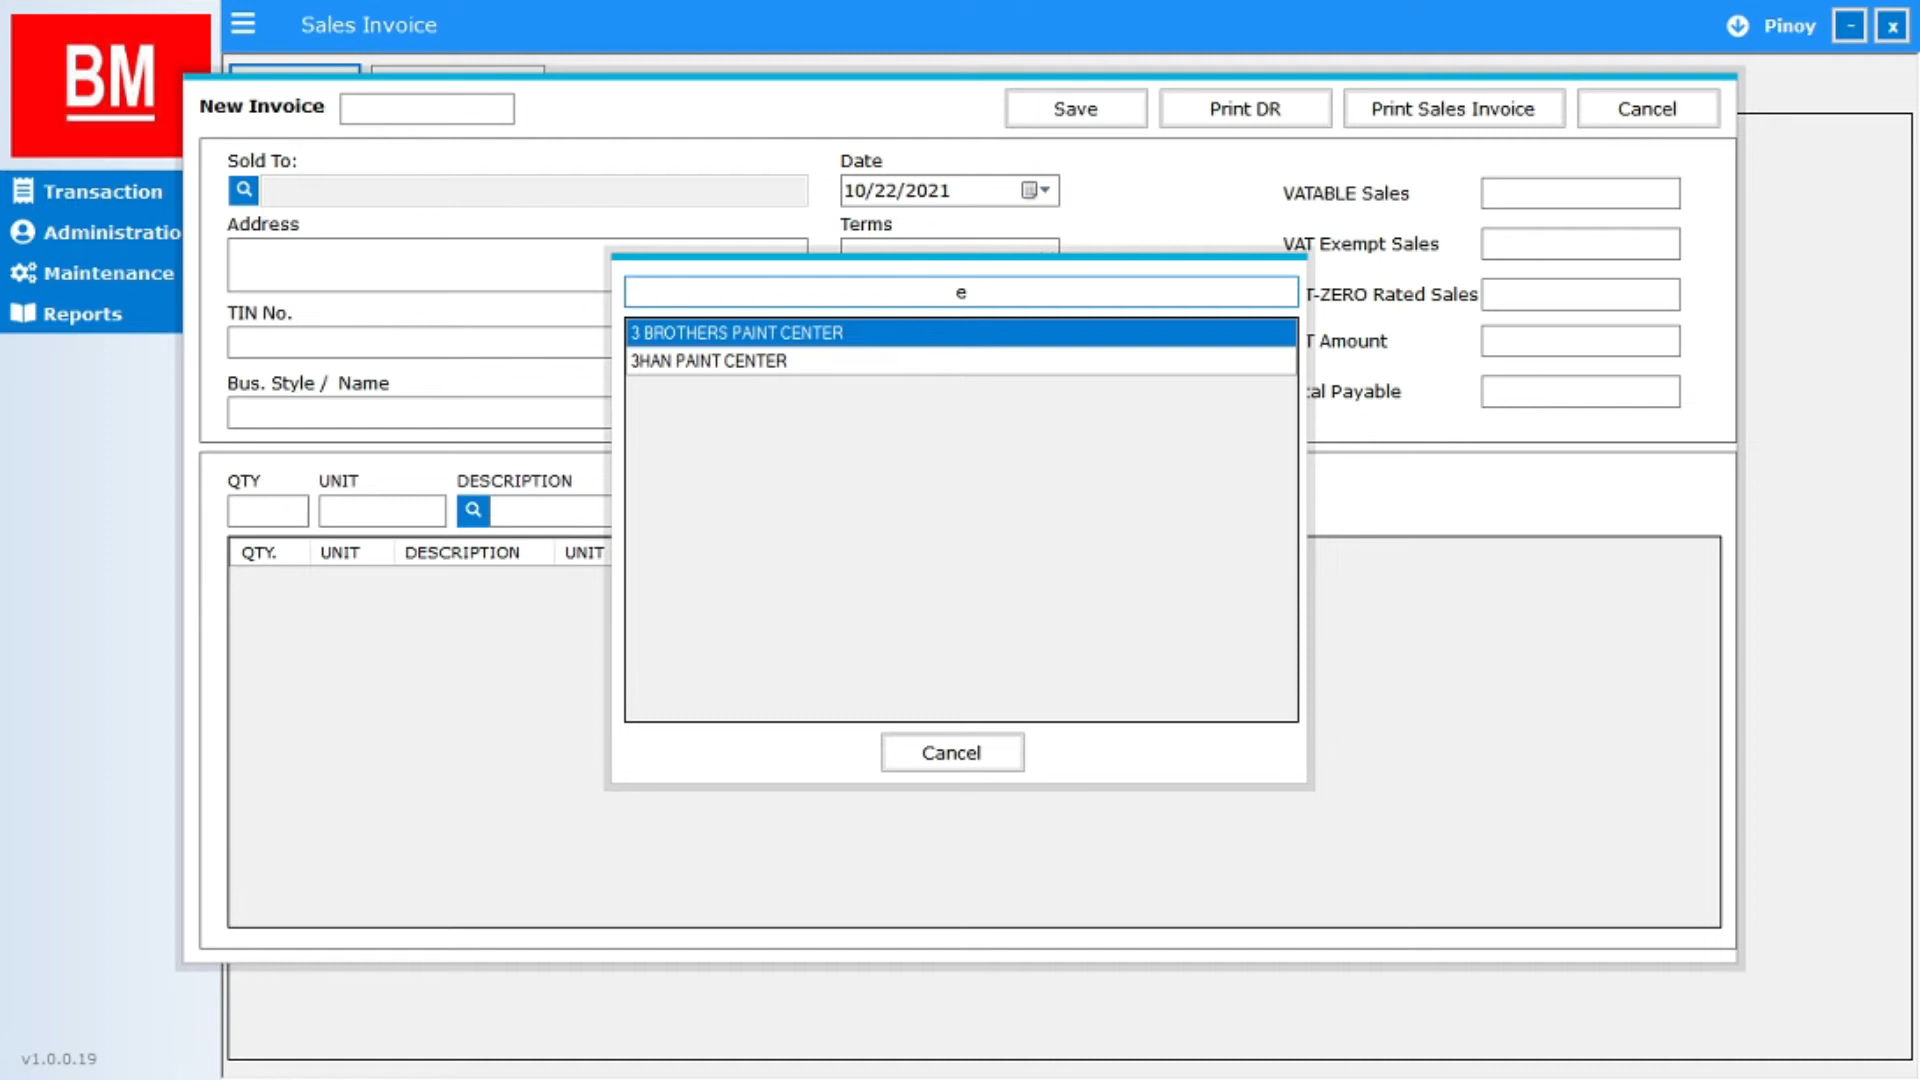 BM
Sales Invoice
Pinoy
-
x
New Invoice
Save
Print DR
Print Sales Invoice
Cancel
Transaction
Administratio
Maintenance
Reports
Sold To:
Date
10/22/2021
Address
Terms
TIN No.
Bus. Style / Name
VATABLE Sales
VAT Exempt Sales
T-ZERO Rated Sales
T Amount
al Payable
e
3 BROTHERS PAINT CENTER
3HAN PAINT CENTER
Cancel
QTY
UNIT
DESCRIPTION
QTY.
UNIT
DESCRIPTION
UNIT
v1.0.0.19